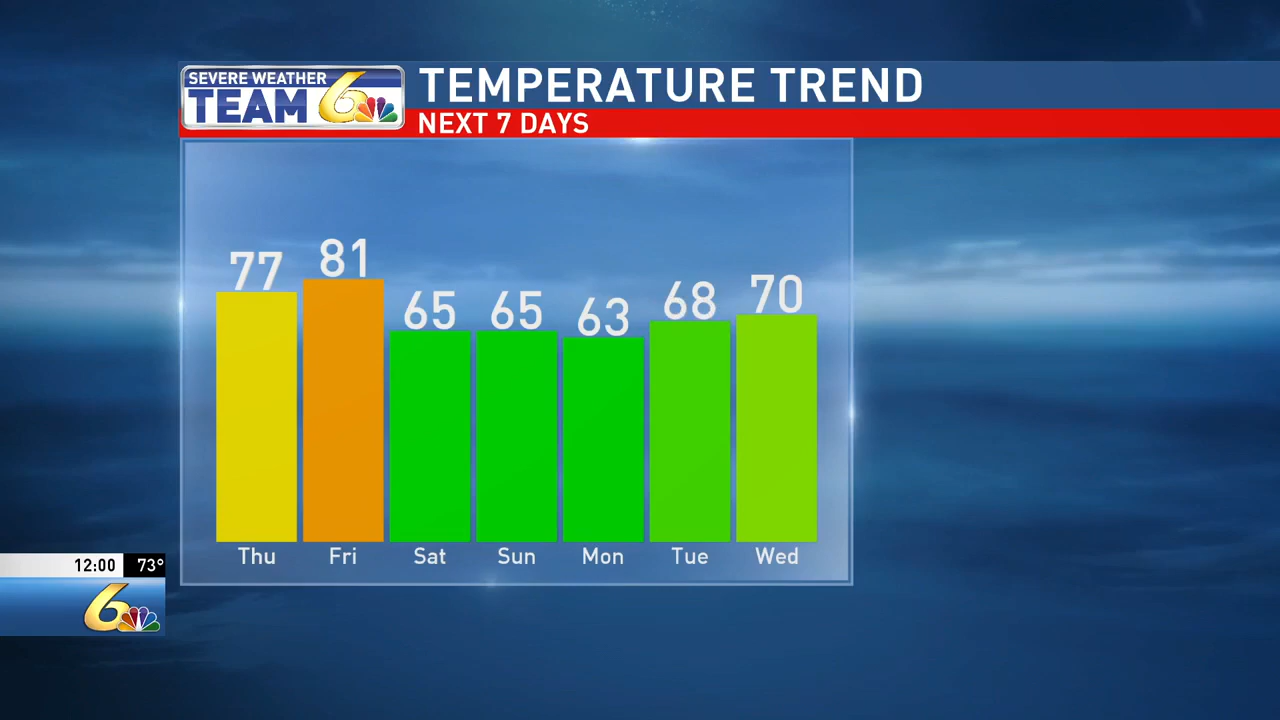 SEVERE WEATHER
TEAM 6
TEMPERATURE TREND
NEXT 7 DAYS
77 81 65 65 63 68 70
Thu Fri Sat Sun Mon Tue Wed
12:00 73°
6